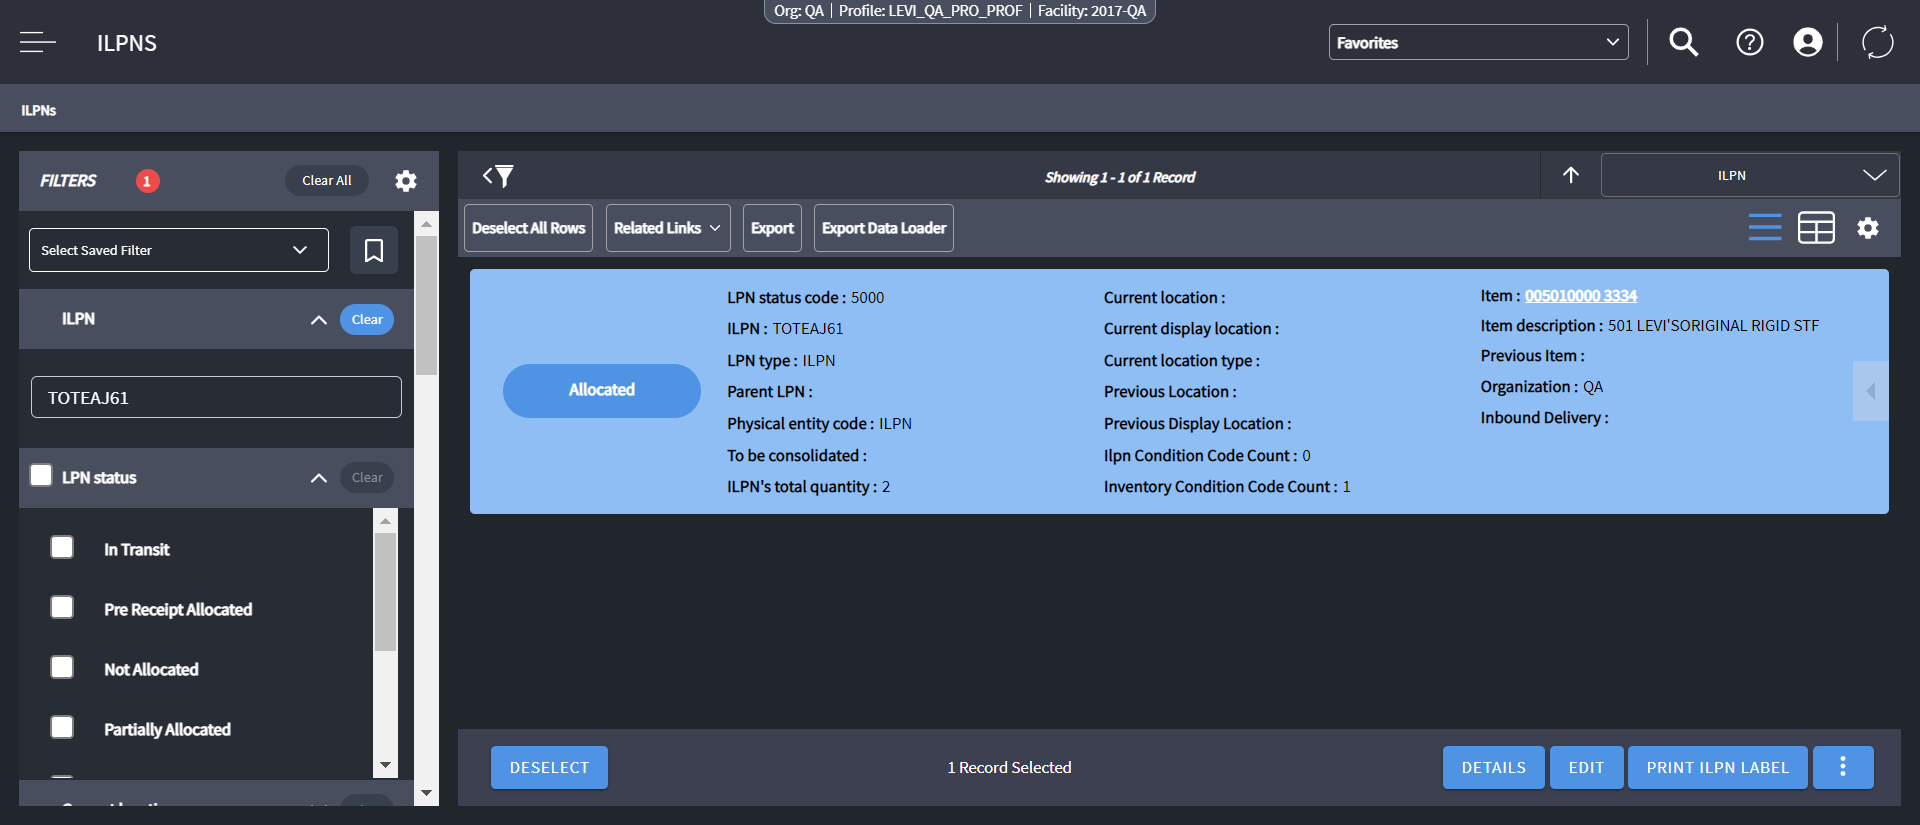 Org: QA | Profile: LEVI_QA_PRO_PROF | Facility: 2017-QA
ILPNS
Favorites
ILPNs
FILTERS
1
Clear All
Select Saved Filter
ILPN
Clear
TOTEAJ61
LPN status
Clear
In Transit
Pre Receipt Allocated
Not Allocated
Partially Allocated
Showing 1 - 1 of 1 Record
ILPN
Deselect All Rows
Related Links
Export
Export Data Loader
Allocated
LPN status code : 5000
ILPN : TOTEAJ61
LPN type : ILPN
Parent LPN :
Physical entity code : ILPN
To be consolidated :
ILPN's total quantity : 2
Current location :
Current display location :
Current location type :
Previous Location :
Previous Display Location :
Ilpn Condition Code Count : 0
Inventory Condition Code Count : 1
Item : 005010000 3334
Item description : 501 LEVI'SORIGINAL RIGID STF
Previous Item :
Organization : QA
Inbound Delivery :
DESELECT
1 Record Selected
DETAILS
EDIT
PRINT ILPN LABEL